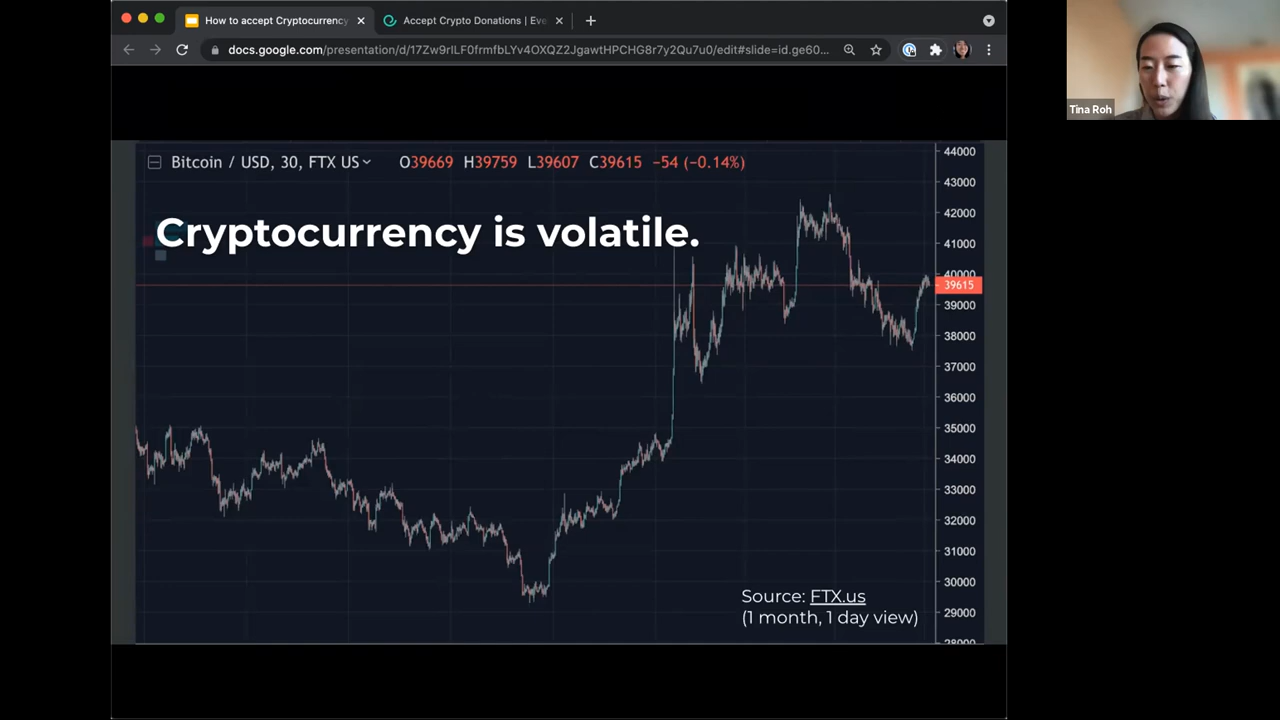 How to accept Cryptocurrency
Accept Crypto Donations | Eve
docs.google.com/presentation/d/17Zw9rILF0frmfbLYv4OXQZ2JgawtHPCHG8r7y2Qu7u0/edit#slide=id.ge60...
Tina Roh
Bitcoin / USD, 30, FTX US O39669 H39759 L39607 C39615 −54 (−0.14%)
Cryptocurrency is volatile.
44000
43000
42000
41000
40000
39615
39000
38000
37000
36000
35000
34000
33000
32000
31000
30000
29000
28000
Source: FTX.us
(1 month, 1 day view)